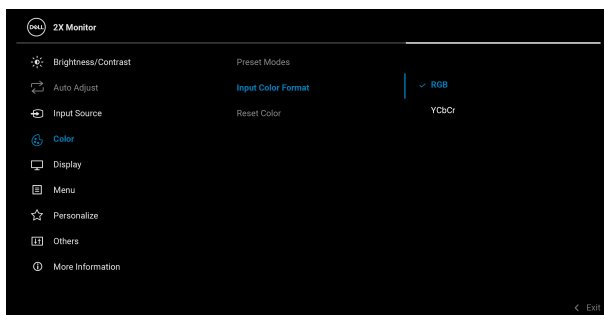 DELL
2X Monitor
Brightness/Contrast
Preset Modes
Auto Adjust
Input Color Format
RGB
Input Source
Reset Color
YCbCr
Color
Display
Menu
Personalize
Others
More Information
Exit